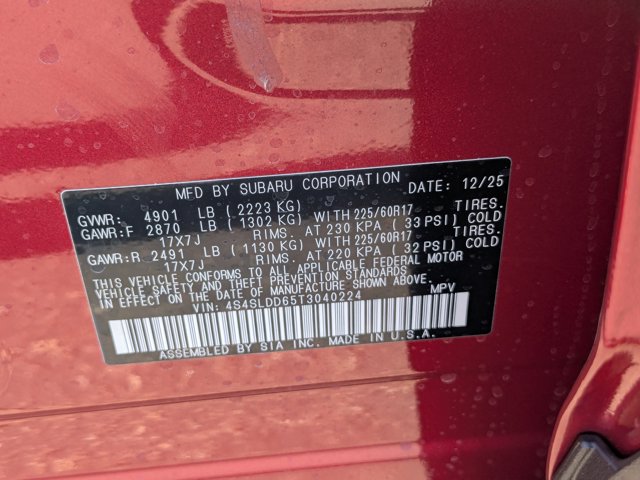 MFD BY SUBARU CORPORATION DATE: 12/25
GVWR: 4901 LB ( 2223 KG)
GAWR:F 2870 LB ( 1302 KG) WITH 225/60R17 TIRES.
17X7J RIMS. AT 230 KPA ( 33 PSI) COLD
GAWR:R 2491 LB ( 1130 KG) WITH 225/60R17 TIRES.
17X7J RIMS. AT 220 KPA ( 32 PSI) COLD
THIS VEHICLE CONFORMS TO ALL APPLICABLE FEDERAL MOTOR
VEHICLE SAFETY AND THEFT PREVENTION STANDARDS
IN EFFECT ON THE DATE OF MANUFACTURE SHOWN ABOVE.
VIN: 4S4SLDD65T3040224 MPV
ASSEMBLED BY SIA INC. MADE IN U.S.A.